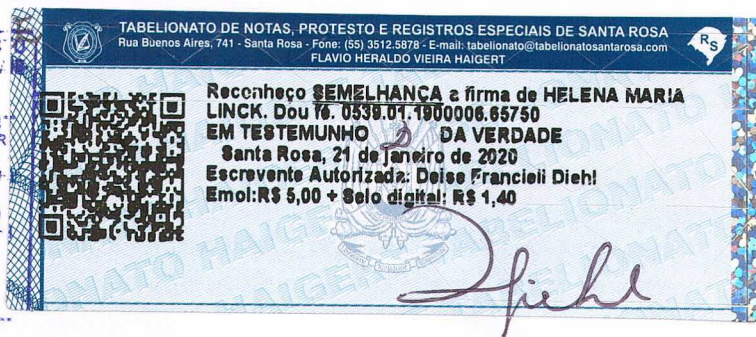 TABELIONATO DE NOTAS, PROTESTO E REGISTROS ESPECIAIS DE SANTA ROSA
Rua Buenos Aires, 741 - Santa Rosa - Fone: (55) 3512.5878 - E-mail: tabelionato@tabelionatosantarosa.com
FLAVIO HERALDO VIEIRA HAIGERT
RS
Reconheço SEMELHANÇA a firma de HELENA MARIA
LINCK. Dou fé. 0539.01.1900006.65750
EM TESTEMUNHO DA VERDADE
Santa Rosa, 21 de janeiro de 2020
Escrevente Autorizada: Deise Francieli Diehl
Emol:R$ 5,00 + Selo digital: R$ 1,40
Diehl